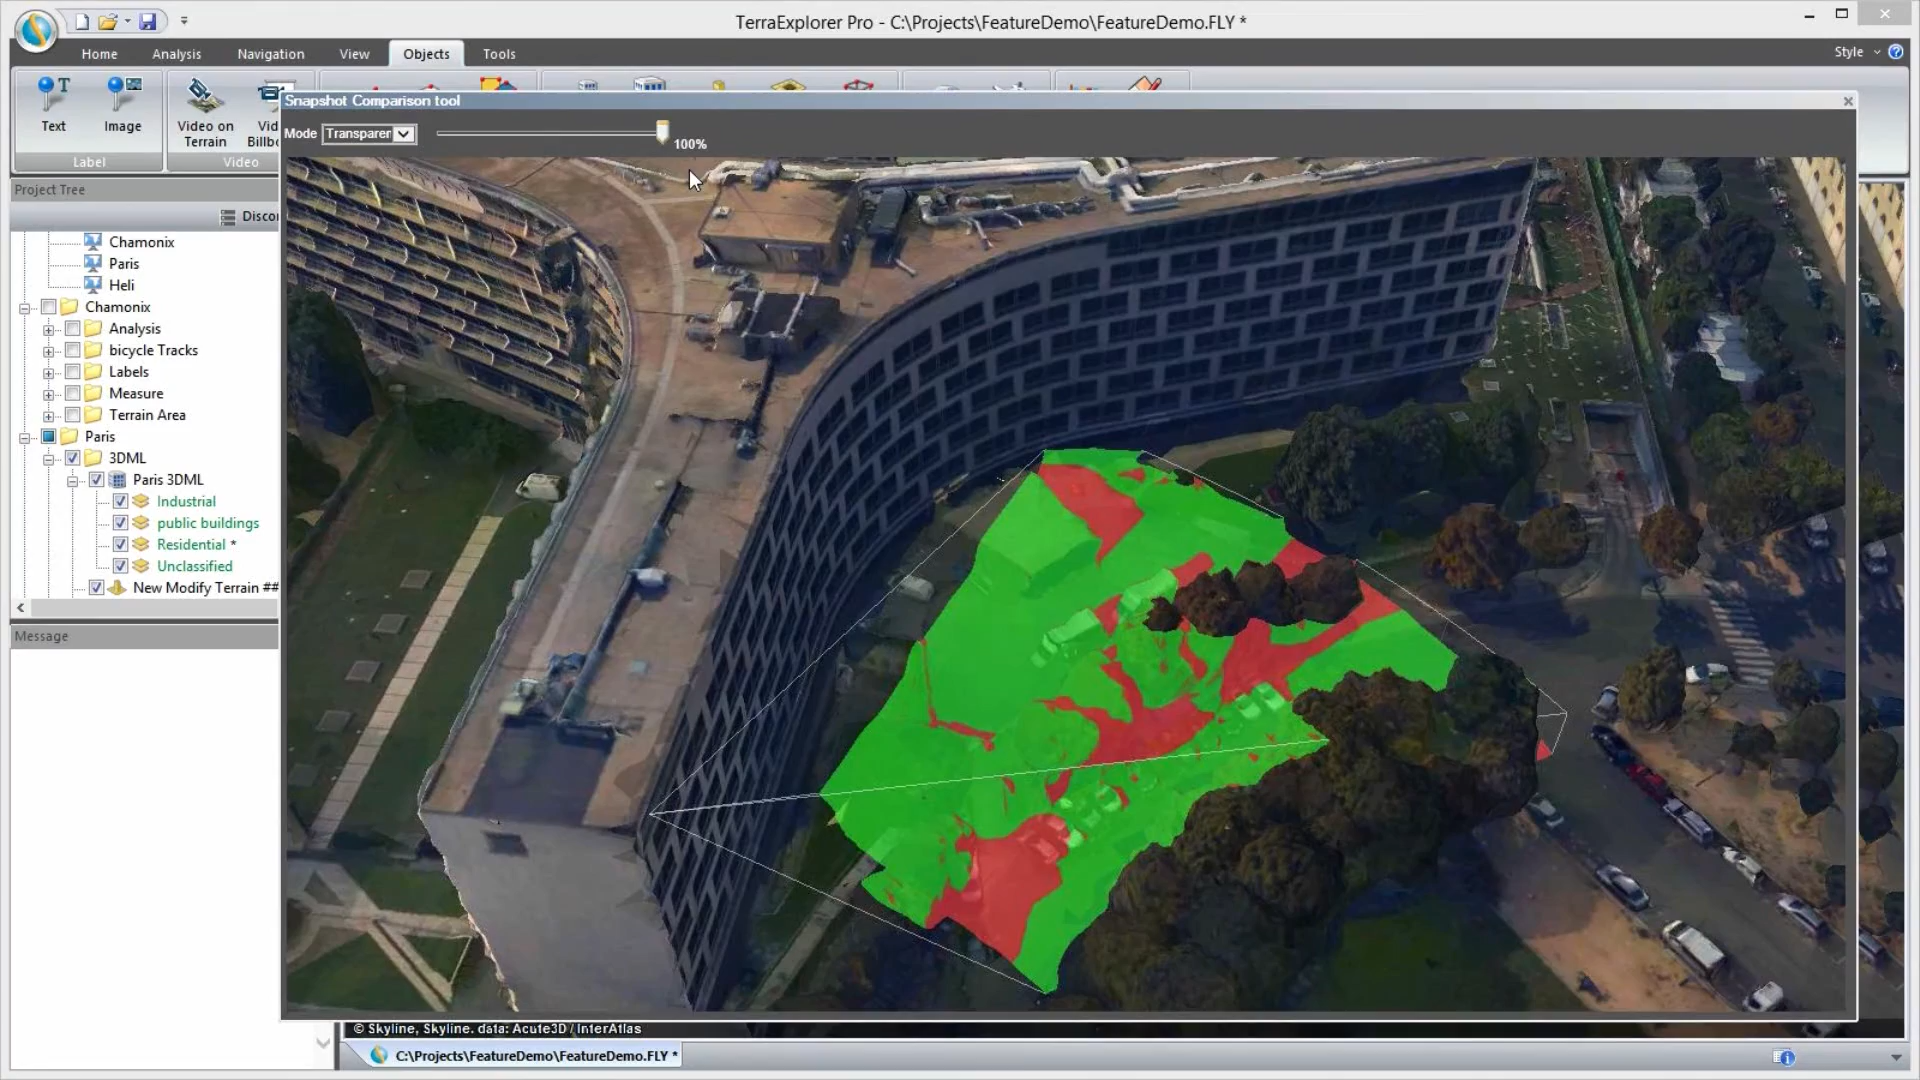 TerraExplorer Pro - C:\Projects\FeatureDemo\FeatureDemo.FLY *
Home Analysis Navigation View Objects Tools
Style
Text
Image
Video on Terrain
Vid
Billb
Label
Video
Snapshot Comparison tool
Mode Transparen 100%
Project Tree
Discon
Chamonix
Paris
Heli
Chamonix
Analysis
bicycle Tracks
Labels
Measure
Terrain Area
Paris
3DML
Paris 3DML
Industrial
public buildings
Residential *
Unclassified
New Modify Terrain ##
Message
© Skyline, Skyline. data: Acute3D / InterAtlas
C:\Projects\FeatureDemo\FeatureDemo.FLY *